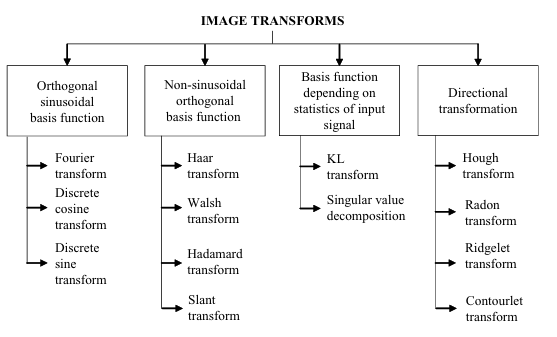 IMAGE TRANSFORMS
Orthogonal
sinusoidal
basis function
Non-sinusoidal
orthogonal
basis function
Basis function
depending on
statistics of input
signal
Directional
transformation
Fourier
transform
Discrete
cosine
transform
Discrete
sine
transform
Haar
transform
Walsh
transform
Hadamard
transform
Slant
transform
KL
transform
Singular value
decomposition
Hough
transform
Radon
transform
Ridgelet
transform
Contourlet
transform